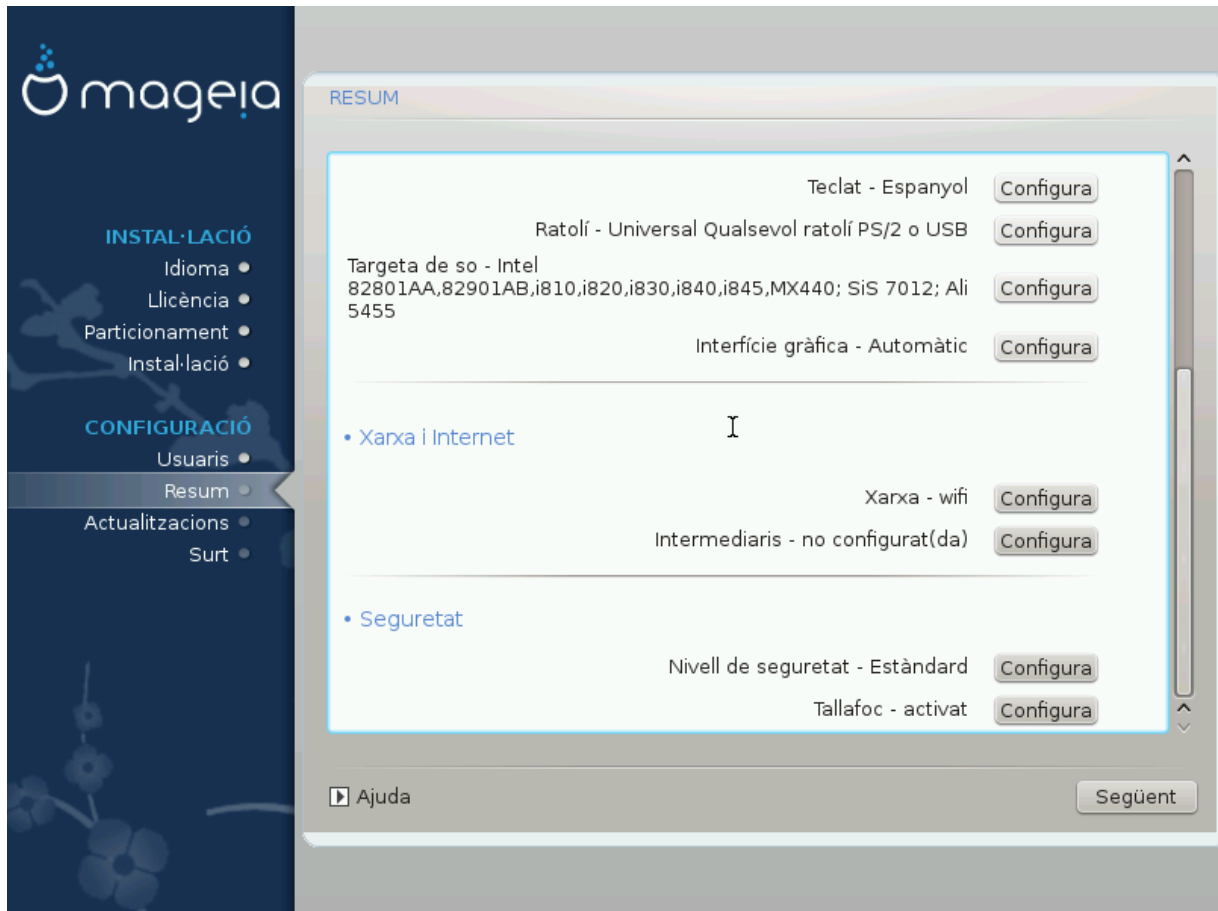 mageia
INSTAL·LACIÓ
Idioma
Llicència
Particionament
Instal·lació
CONFIGURACIÓ
Usuaris
Resum
Actualitzacions
Surt
RESUM
Teclat - Espanyol Configura
Ratolí - Universal Qualsevol ratolí PS/2 o USB Configura
Targeta de so - Intel
82801AA,82901AB,i810,i820,i830,i840,i845,MX440; SiS 7012; Ali Configura
5455
Interfície gràfica - Automàtic Configura
• Xarxa i Internet
Xarxa - wifi Configura
Intermediaris - no configurat(da) Configura
• Seguretat
Nivell de seguretat - Estàndard Configura
Tallafoc - activat Configura
Ajuda
Següent